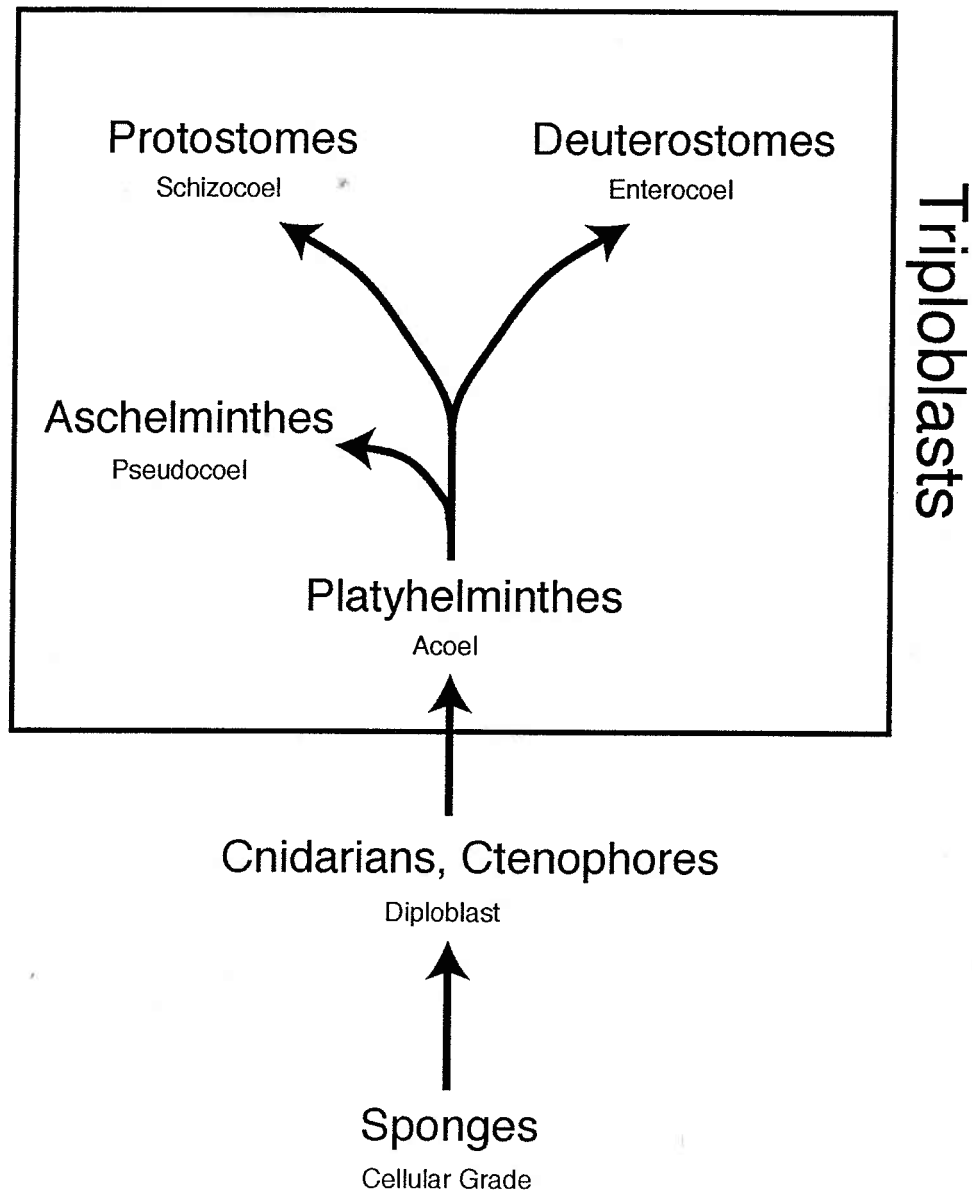 Protostomes
Schizocoel
Deuterostomes
Enterocoel
Triploblasts
Aschelminthes
Pseudocoel
Platyhelminthes
Acoel
Cnidarians, Ctenophores
Diploblast
Sponges
Cellular Grade